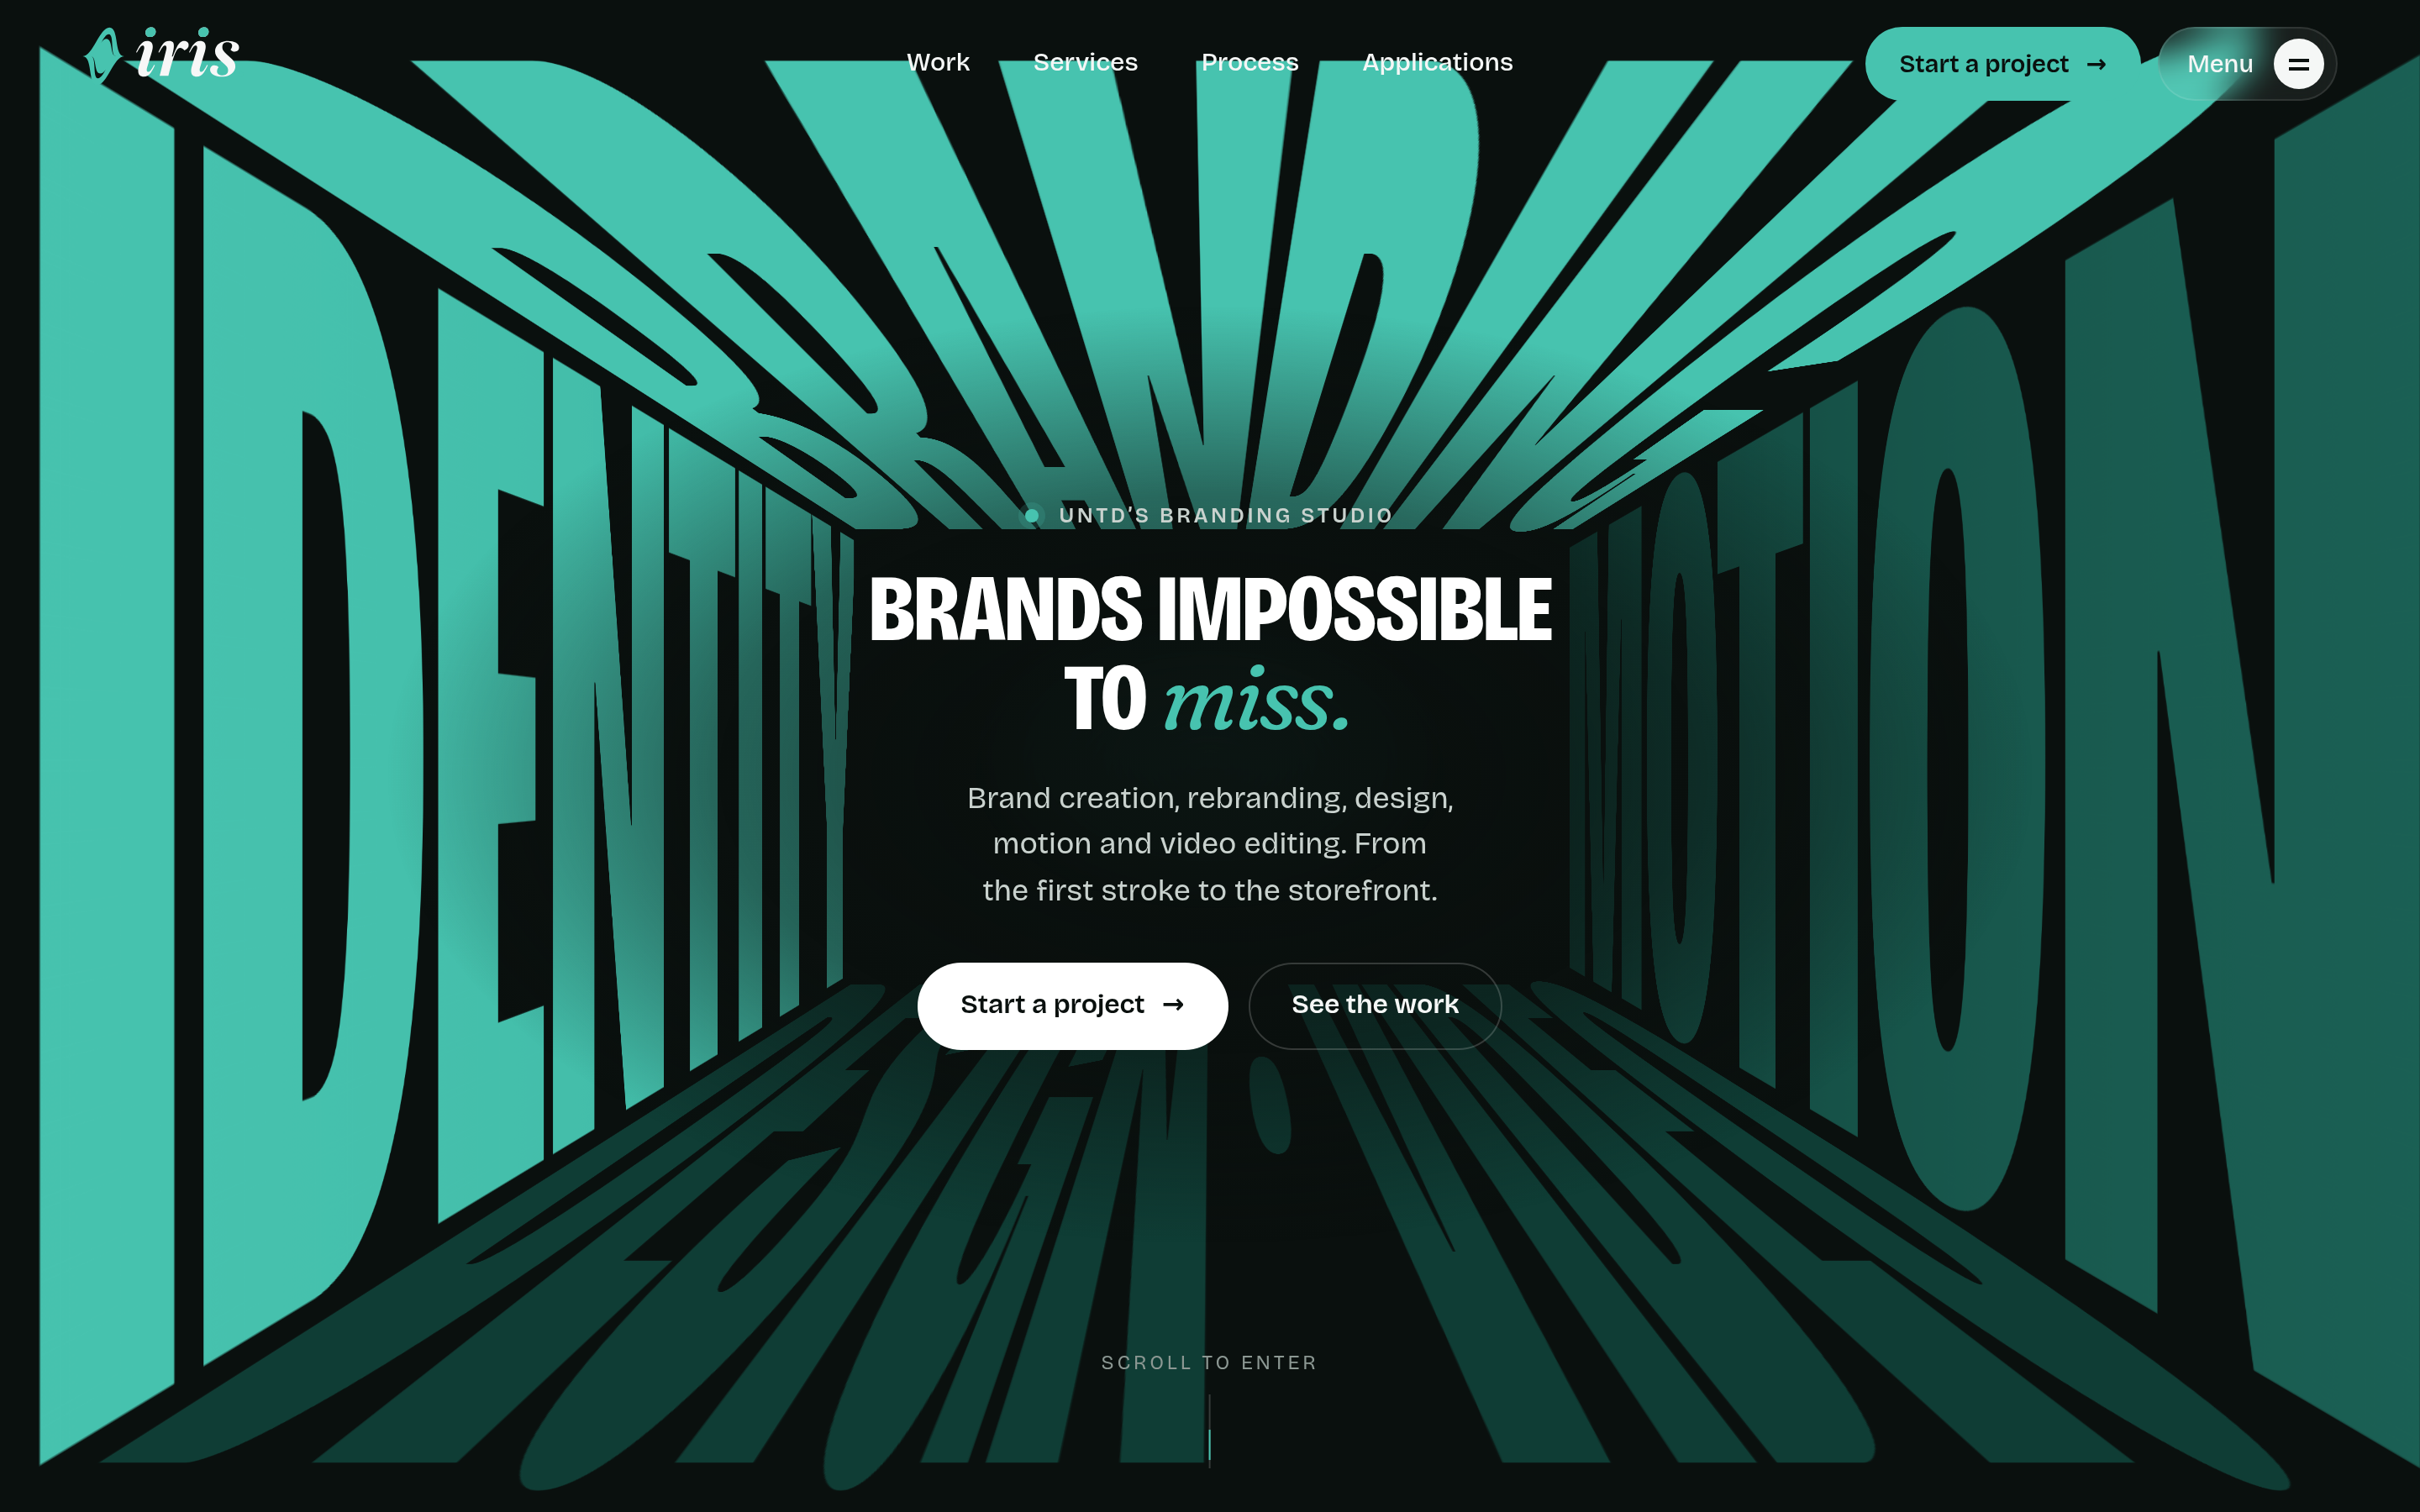 iris
Work
Services
Process
Applications
Start a project →
Menu
BRANDING
IDENTITY
MOTION
UNTD'S BRANDING STUDIO
BRANDS IMPOSSIBLE
TO miss.
Brand creation, rebranding, design,
motion and video editing. From
the first stroke to the storefront.
Start a project →
See the work
DESIGN
SCROLL TO ENTER